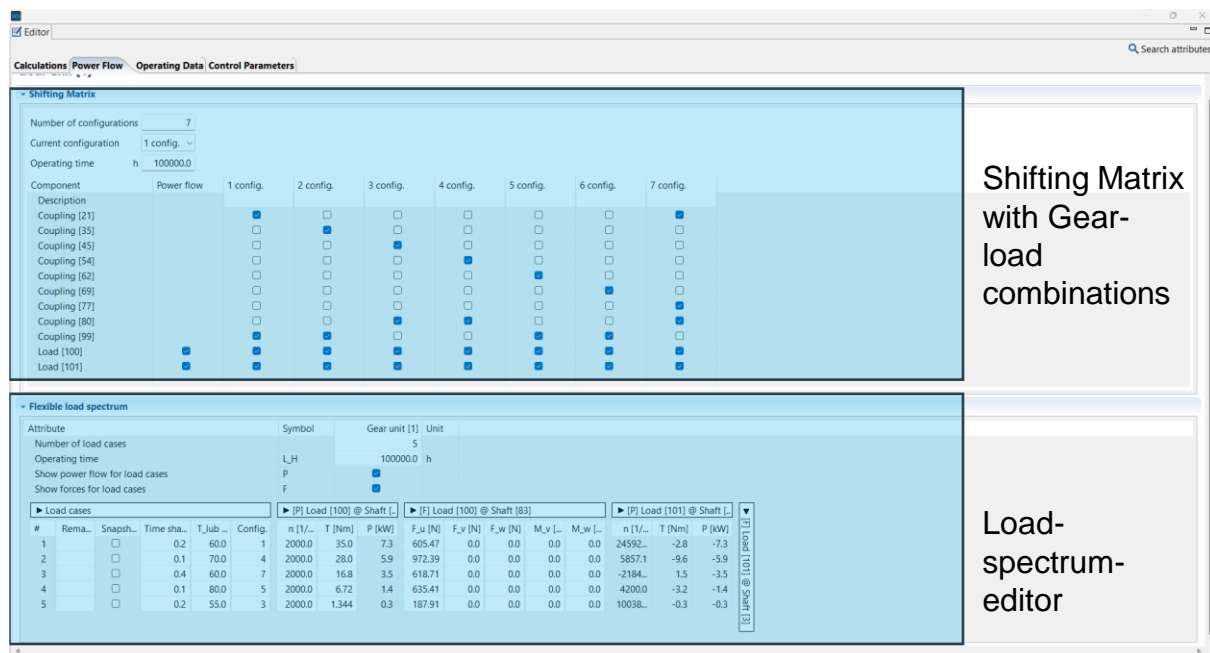 Editor
Search attributes
Calculations Power Flow Operating Data Control Parameters
Shifting Matrix
Number of configurations 7
Current configuration 1 config.
Operating time h 100000.0
Component Power flow 1 config. 2 config. 3 config. 4 config. 5 config. 6 config. 7 config.
Description
Coupling [21]
Coupling [35]
Coupling [45]
Coupling [54]
Coupling [62]
Coupling [69]
Coupling [77]
Coupling [80]
Coupling [99]
Load [100]
Load [101]
Shifting Matrix
with Gear-
load
combinations
Flexible load spectrum
Attribute Symbol Gear unit [1] Unit
Number of load cases 5
Operating time L_H 100000.0 h
Show power flow for load cases P
Show forces for load cases F
Load cases [P] Load [100] @ Shaft [.. [F] Load [100] @ Shaft [83] [P] Load [101] @ Shaft [.. [F] Load [101] @ Shaft [3]
# Rema... Snapsh... Time sha... T_lub ... Config. n [1/... T [Nm] P [kW] F_u [N] F_v [N] F_w [N] M_v [... M_w [... n [1/... T [Nm] P [kW]
1 0.2 60.0 1 2000.0 35.0 7.3 605.47 0.0 0.0 0.0 0.0 24592... -2.8 -7.3
2 0.1 70.0 4 2000.0 28.0 5.9 972.39 0.0 0.0 0.0 0.0 5857.1 -9.6 -5.9
3 0.4 60.0 7 2000.0 16.8 3.5 618.71 0.0 0.0 0.0 0.0 -2184... 1.5 -3.5
4 0.1 80.0 5 2000.0 6.72 1.4 635.41 0.0 0.0 0.0 0.0 4200.0 -3.2 -1.4
5 0.2 55.0 3 2000.0 1.344 0.3 187.91 0.0 0.0 0.0 0.0 10038... -0.3 -0.3
Load-
spectrum-
editor